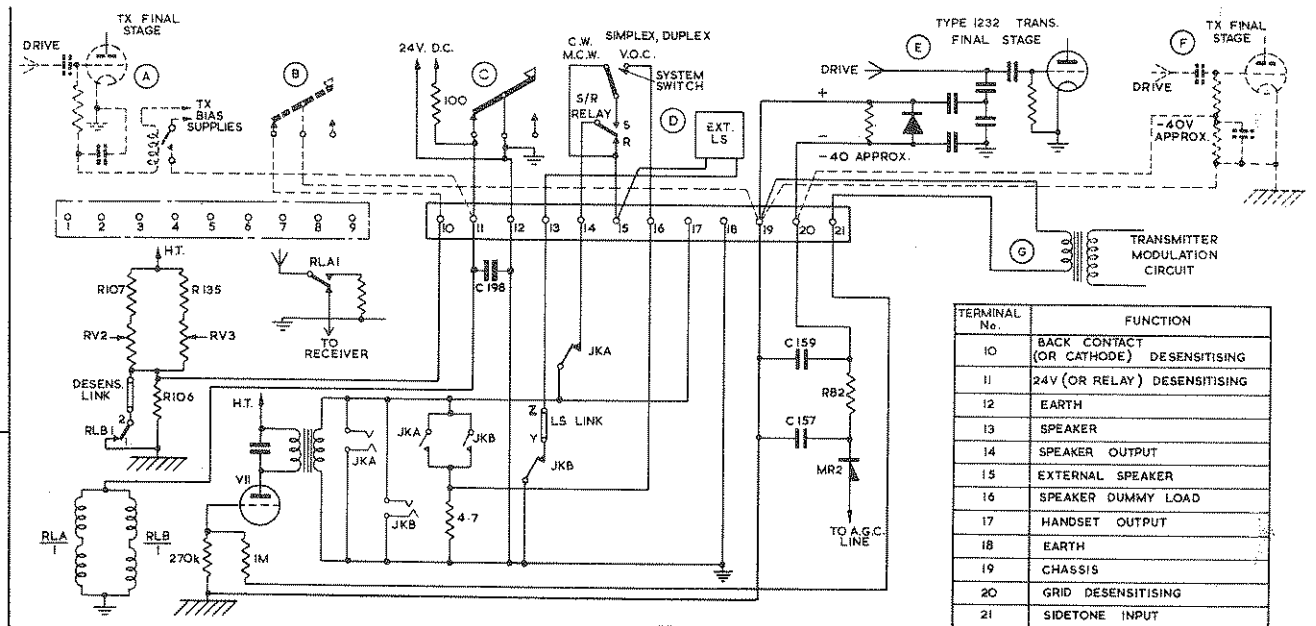 TX FINAL
STAGE
DRIVE
A
TX
BIAS
SUPPLIES
B
24V. D.C.
100
C
C.W.
M.C.W.
SIMPLEX, DUPLEX
V.O.C.
SYSTEM
SWITCH
S/R
RELAY
S
R
D
EXT.
LS
TYPE 1232 TRANS.
FINAL STAGE
E
DRIVE
+
−
−40 APPROX.
TX FINAL
STAGE
F
DRIVE
−40V
APPROX.
1 2 3 4 5 6 7 8 9
10 11 12 13 14 15 16 17 18 19 20 21
G
TRANSMITTER
MODULATION
CIRCUIT
H.T.
R107
R135
RV2
RV3
DESENS.
LINK
R106
2
RLB1
1
RLA1
TO
RECEIVER
C 198
JKA
H.T.
V11
JKA
JKB
JKA
JKB
4·7
Z
LS LINK
Y
JKB
C159
R82
C157
MR2
TO A.G.C.
LINE
RLA
1
RLB
1
270k
1M
TERMINAL No. FUNCTION
10 BACK CONTACT (OR CATHODE) DESENSITISING
11 24V (OR RELAY) DESENSITISING
12 EARTH
13 SPEAKER
14 SPEAKER OUTPUT
15 EXTERNAL SPEAKER
16 SPEAKER DUMMY LOAD
17 HANDSET OUTPUT
18 EARTH
19 CHASSIS
20 GRID DESENSITISING
21 SIDETONE INPUT